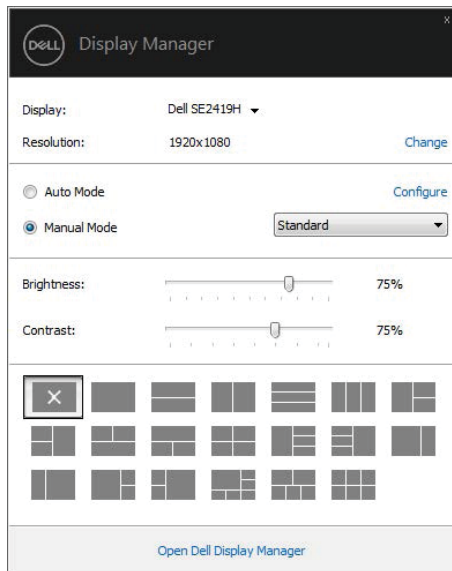 x
DELL Display Manager
Display: Dell SE2419H
Resolution: 1920x1080 Change
Auto Mode Configure
Manual Mode Standard
Brightness: 75%
Contrast: 75%
Open Dell Display Manager